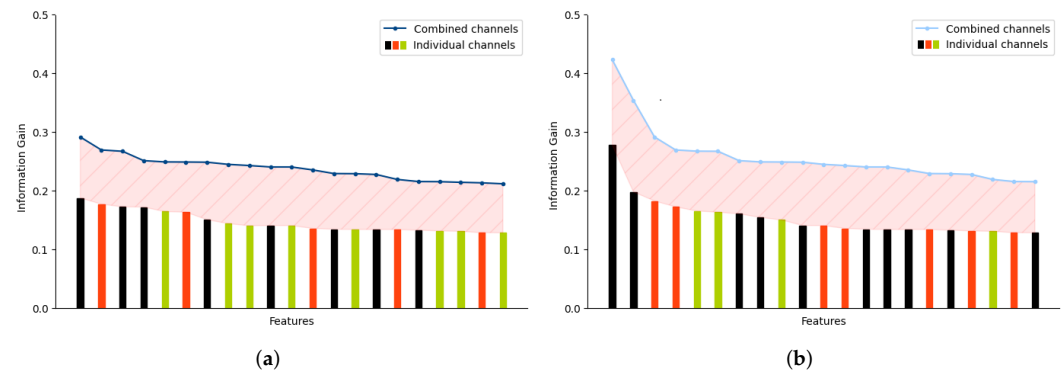 0.5
0.4
0.3
0.2
0.1
0.0
Information Gain
Features
Combined channels
Individual channels
(a)
0.5
0.4
0.3
0.2
0.1
0.0
Information Gain
Features
Combined channels
Individual channels
(b)